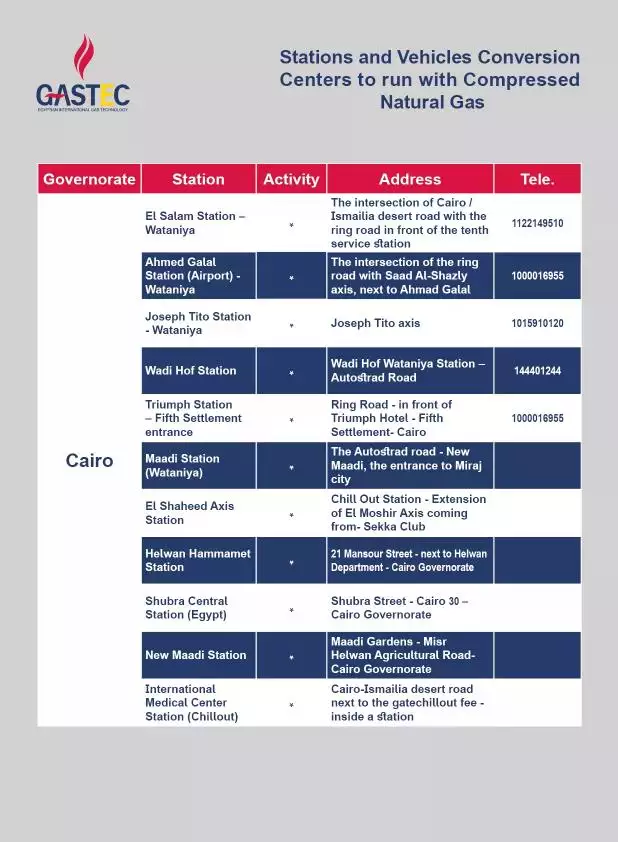 GASTEC
EGYPTIAN INTERNATIONAL GAS TECHNOLOGY
Stations and Vehicles Conversion
Centers to run with Compressed
Natural Gas
Governorate Station Activity Address Tele.
Cairo
El Salam Station –
Wataniya
*
The intersection of Cairo /
Ismailia desert road with the
ring road in front of the tenth
service station
1122149510
Ahmed Galal
Station (Airport) -
Wataniya
*
The intersection of the ring
road with Saad Al-Shazly
axis, next to Ahmad Galal
1000016955
Joseph Tito Station
- Wataniya
*
Joseph Tito axis
1015910120
Wadi Hof Station
*
Wadi Hof Wataniya Station –
Autostrad Road
144401244
Triumph Station
– Fifth Settlement
entrance
*
Ring Road - in front of
Triumph Hotel - Fifth
Settlement- Cairo
1000016955
Maadi Station
(Wataniya)
*
The Autostrad road - New
Maadi, the entrance to Miraj
city
El Shaheed Axis
Station
*
Chill Out Station - Extension
of El Moshir Axis coming
from- Sekka Club
Helwan Hammamet
Station
*
21 Mansour Street - next to Helwan
Department - Cairo Governorate
Shubra Central
Station (Egypt)
*
Shubra Street - Cairo 30 –
Cairo Governorate
New Maadi Station
*
Maadi Gardens - Misr
Helwan Agricultural Road-
Cairo Governorate
International
Medical Center
Station (Chillout)
*
Cairo-Ismailia desert road
next to the gatechillout fee -
inside a station